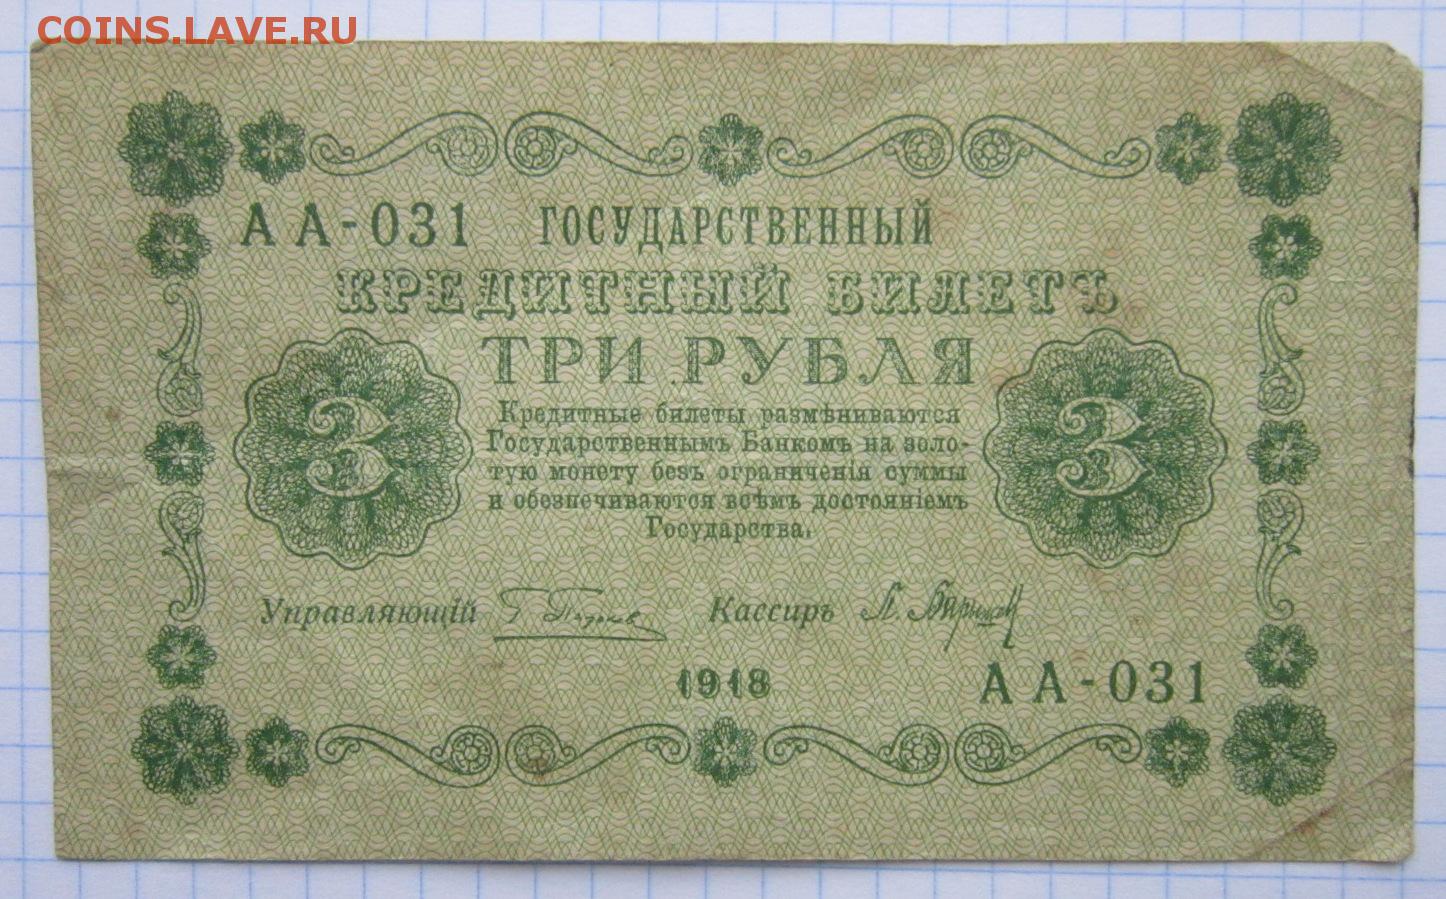 COINS.LAVE.RU
АА-031 ГОСУДАРСТВЕННЫЙ
КРЕДИТНЫЙ БИЛЕТЪ
ТРИ РУБЛЯ
3 3
Кредитные билеты размѣниваются
Государственнымъ Банкомъ на золо-
тую монету безъ ограниченія суммы
и обезпечиваются всѣмъ достояніемъ
Государства.
Управляющій Кассиръ
1918
АА-031